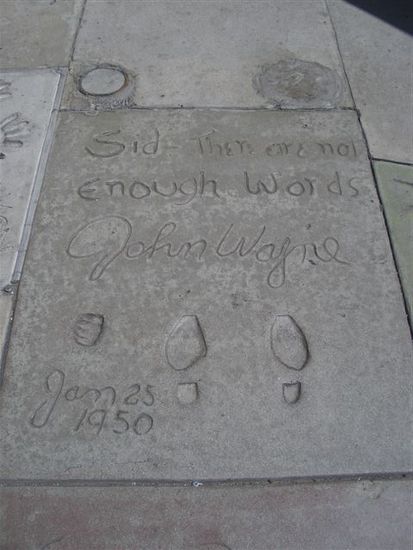 Sid - There are not
Enough Words
John Wayne
Jan 25
1950